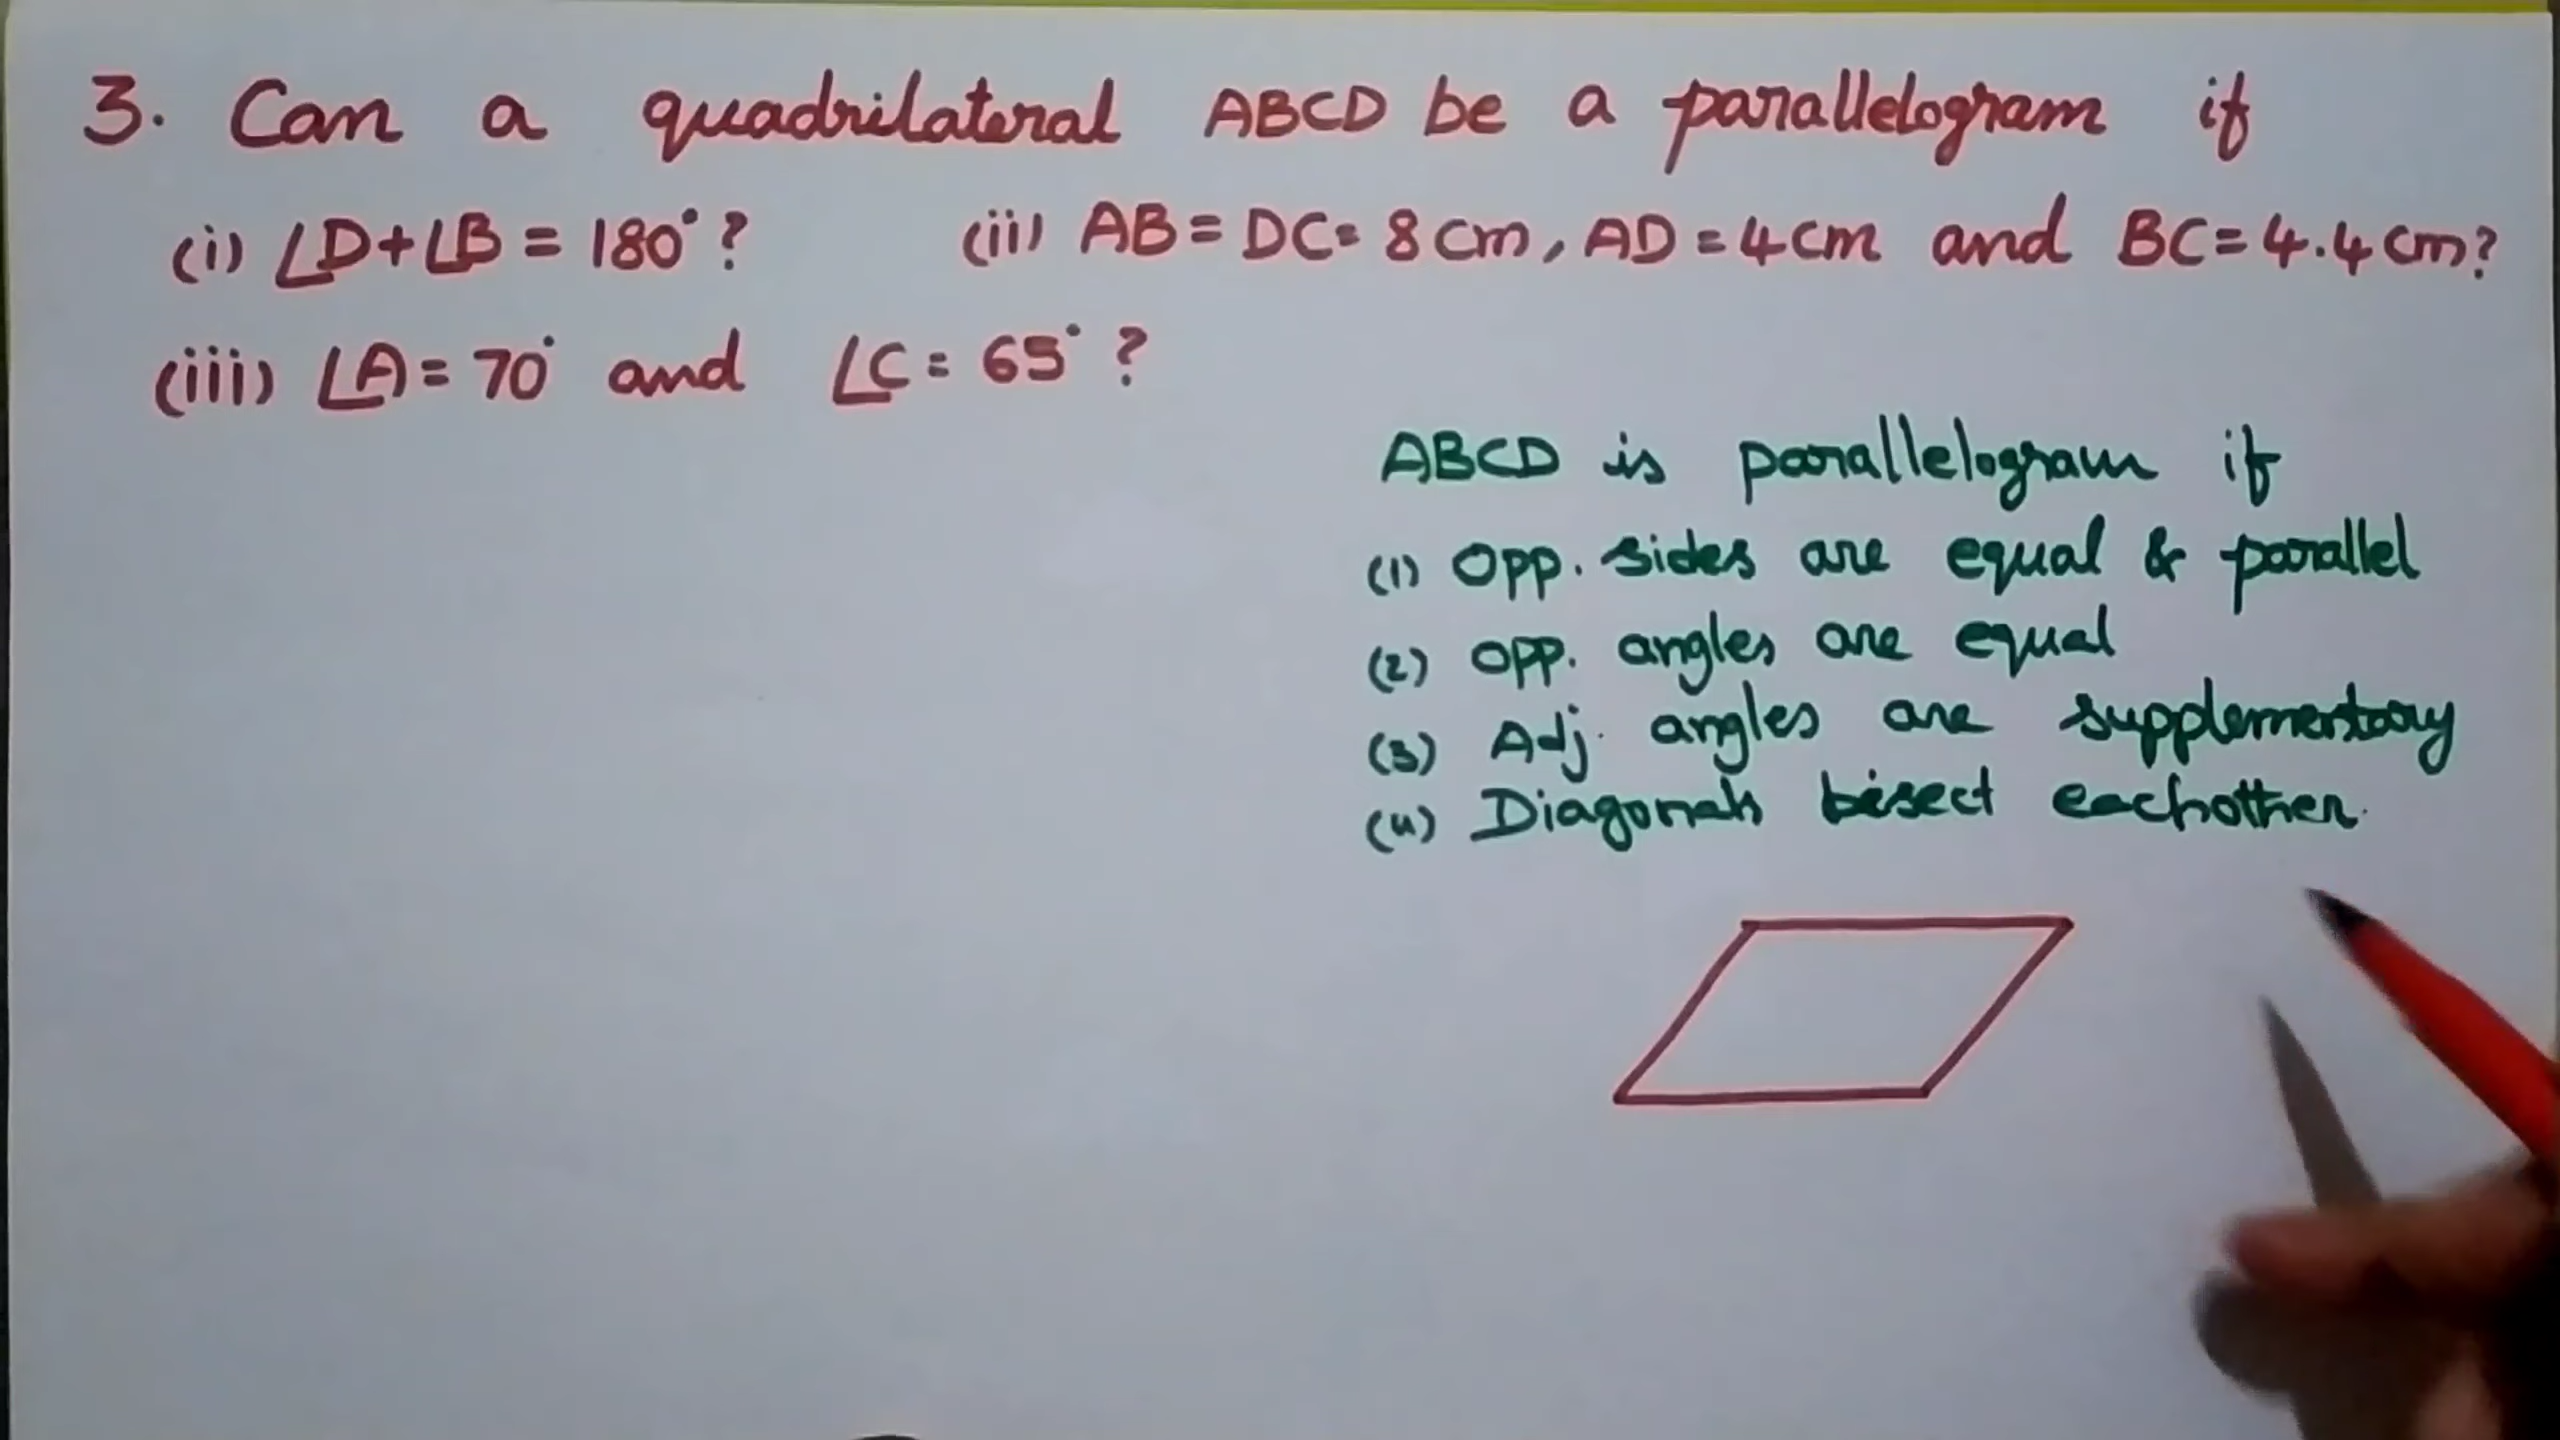 3. Can a quadrilateral ABCD be a parallelogram if
(i) ∠D+∠B = 180° ? (ii) AB = DC = 8 cm, AD = 4 cm and BC = 4.4 cm?
(iii) ∠A = 70° and ∠C = 65° ?
ABCD is parallelogram if
(1) Opp. sides are equal & parallel
(2) Opp. angles are equal
(3) Adj. angles are supplementary
(4) Diagonals bisect eachother.